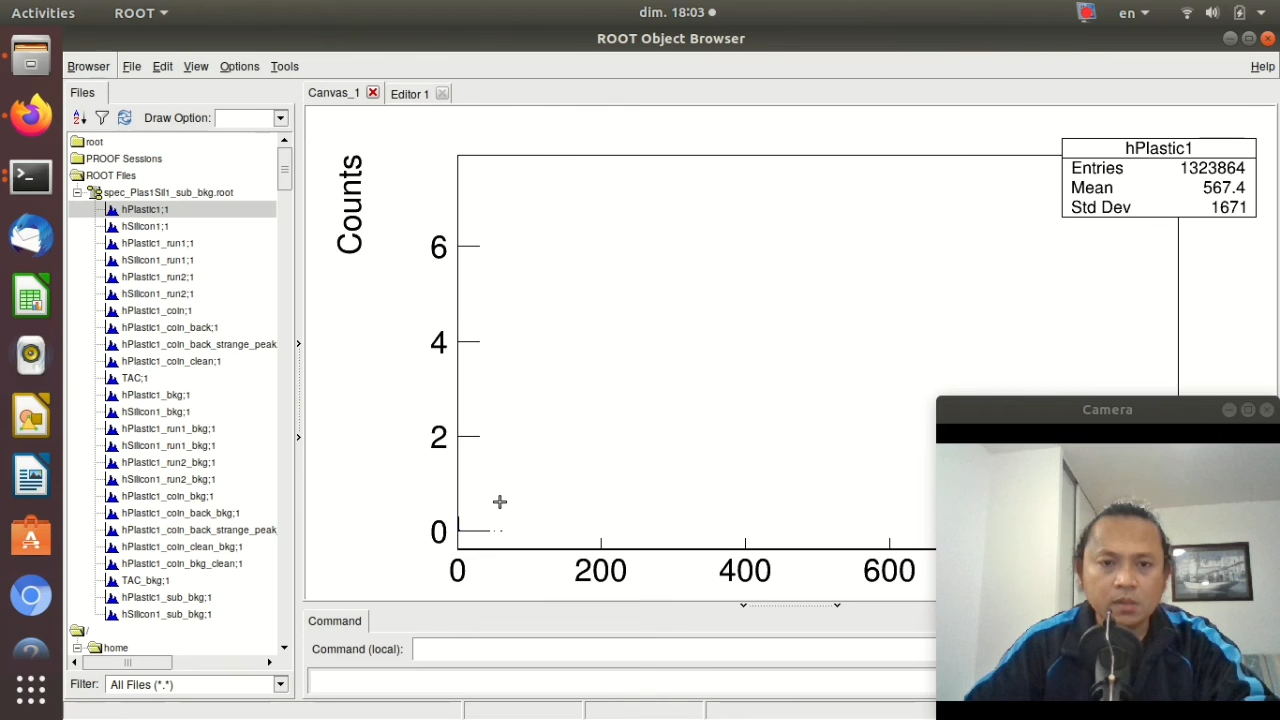 Activities
ROOT
dim. 18:03
en
ROOT Object Browser
Browser File Edit View Options Tools
Help
Files
Draw Option:
root
PROOF Sessions
ROOT Files
spec_Plas1Sil1_sub_bkg.root
hPlastic1;1
hSilicon1;1
hPlastic1_run1;1
hSilicon1_run1;1
hPlastic1_run2;1
hSilicon1_run2;1
hPlastic1_coin;1
hPlastic1_coin_back;1
hPlastic1_coin_back_strange_peak
hPlastic1_coin_clean;1
TAC;1
hPlastic1_bkg;1
hSilicon1_bkg;1
hPlastic1_run1_bkg;1
hSilicon1_run1_bkg;1
hPlastic1_run2_bkg;1
hSilicon1_run2_bkg;1
hPlastic1_coin_bkg;1
hPlastic1_coin_back_bkg;1
hPlastic1_coin_back_strange_peak
hPlastic1_coin_clean_bkg;1
hPlastic1_coin_bkg_clean;1
TAC_bkg;1
hPlastic1_sub_bkg;1
hSilicon1_sub_bkg;1
/
home
Filter: All Files (*.*)
Canvas_1
Editor 1
Counts
6
4
2
0
0 200 400 600
hPlastic1
Entries 1323864
Mean 567.4
Std Dev 1671
Camera
Command
Command (local):